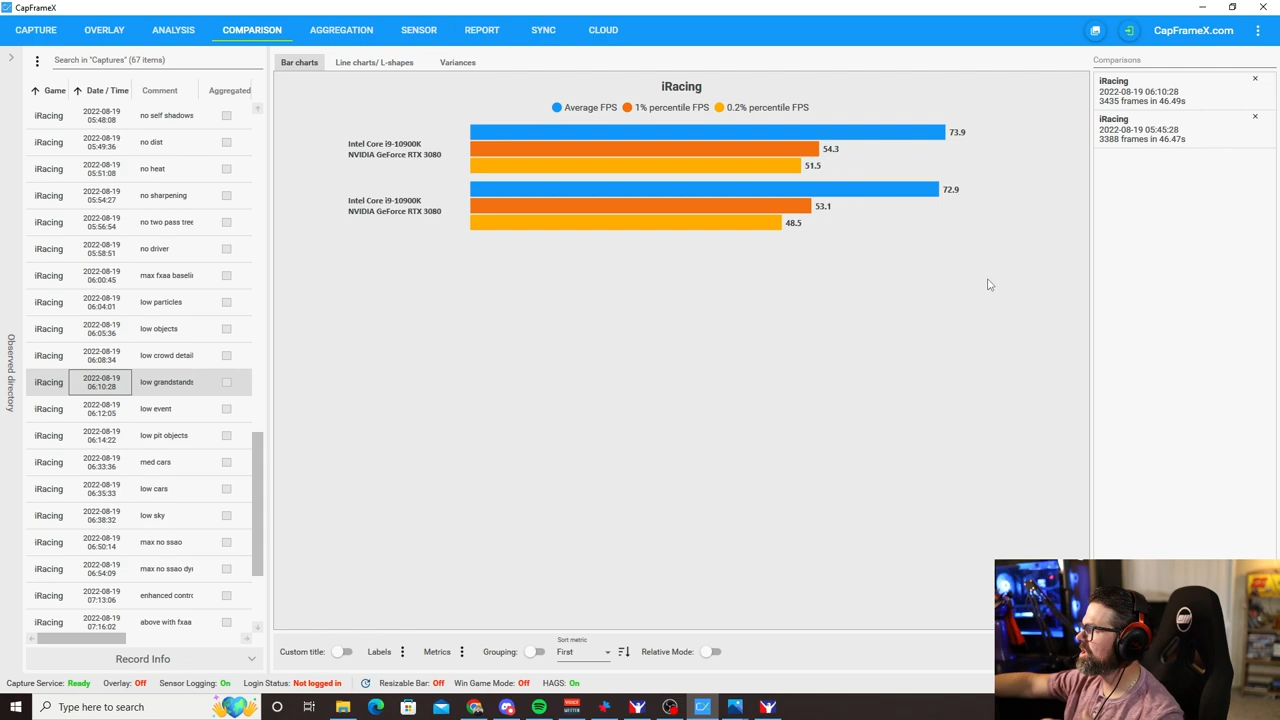 CapFrameX
CAPTURE OVERLAY ANALYSIS COMPARISON AGGREGATION SENSOR REPORT SYNC CLOUD CapFrameX.com
Search in "Captures" (67 items)
Game Date / Time Comment Aggregated
iRacing 2022-08-19 05:48:08 no self shadows
iRacing 2022-08-19 05:49:36 no dist
iRacing 2022-08-19 05:51:08 no heat
iRacing 2022-08-19 05:54:27 no sharpening
iRacing 2022-08-19 05:56:54 no two pass tree
iRacing 2022-08-19 05:58:51 no driver
iRacing 2022-08-19 06:00:45 max fxaa baseli
iRacing 2022-08-19 06:04:01 low particles
iRacing 2022-08-19 06:05:36 low objects
iRacing 2022-08-19 06:08:34 low crowd detail
iRacing 2022-08-19 06:10:28 low grandstands
iRacing 2022-08-19 06:12:05 low event
iRacing 2022-08-19 06:14:22 low pit objects
iRacing 2022-08-19 06:33:36 med cars
iRacing 2022-08-19 06:35:33 low cars
iRacing 2022-08-19 06:38:32 low sky
iRacing 2022-08-19 06:50:14 max no ssao
iRacing 2022-08-19 06:54:09 max no ssao dy
iRacing 2022-08-19 07:13:06 enhanced contr
iRacing 2022-08-19 07:16:02 above with fxaa
Record Info
Observed directory
Bar charts Line charts/ L-shapes Variances
iRacing
Average FPS 1% percentile FPS 0.2% percentile FPS
Intel Core i9-10900K
NVIDIA GeForce RTX 3080
73.9
54.3
51.5
Intel Core i9-10900K
NVIDIA GeForce RTX 3080
72.9
53.1
48.5
Comparisons
iRacing
2022-08-19 06:10:28
3435 frames in 46.49s
iRacing
2022-08-19 05:45:28
3388 frames in 46.47s
Sort metric
Custom title: Labels Metrics Grouping: First Relative Mode:
Capture Service: Ready Overlay: Off Sensor Logging: On Login Status: Not logged in Resizable Bar: Off Win Game Mode: Off HAGS: On
Type here to search